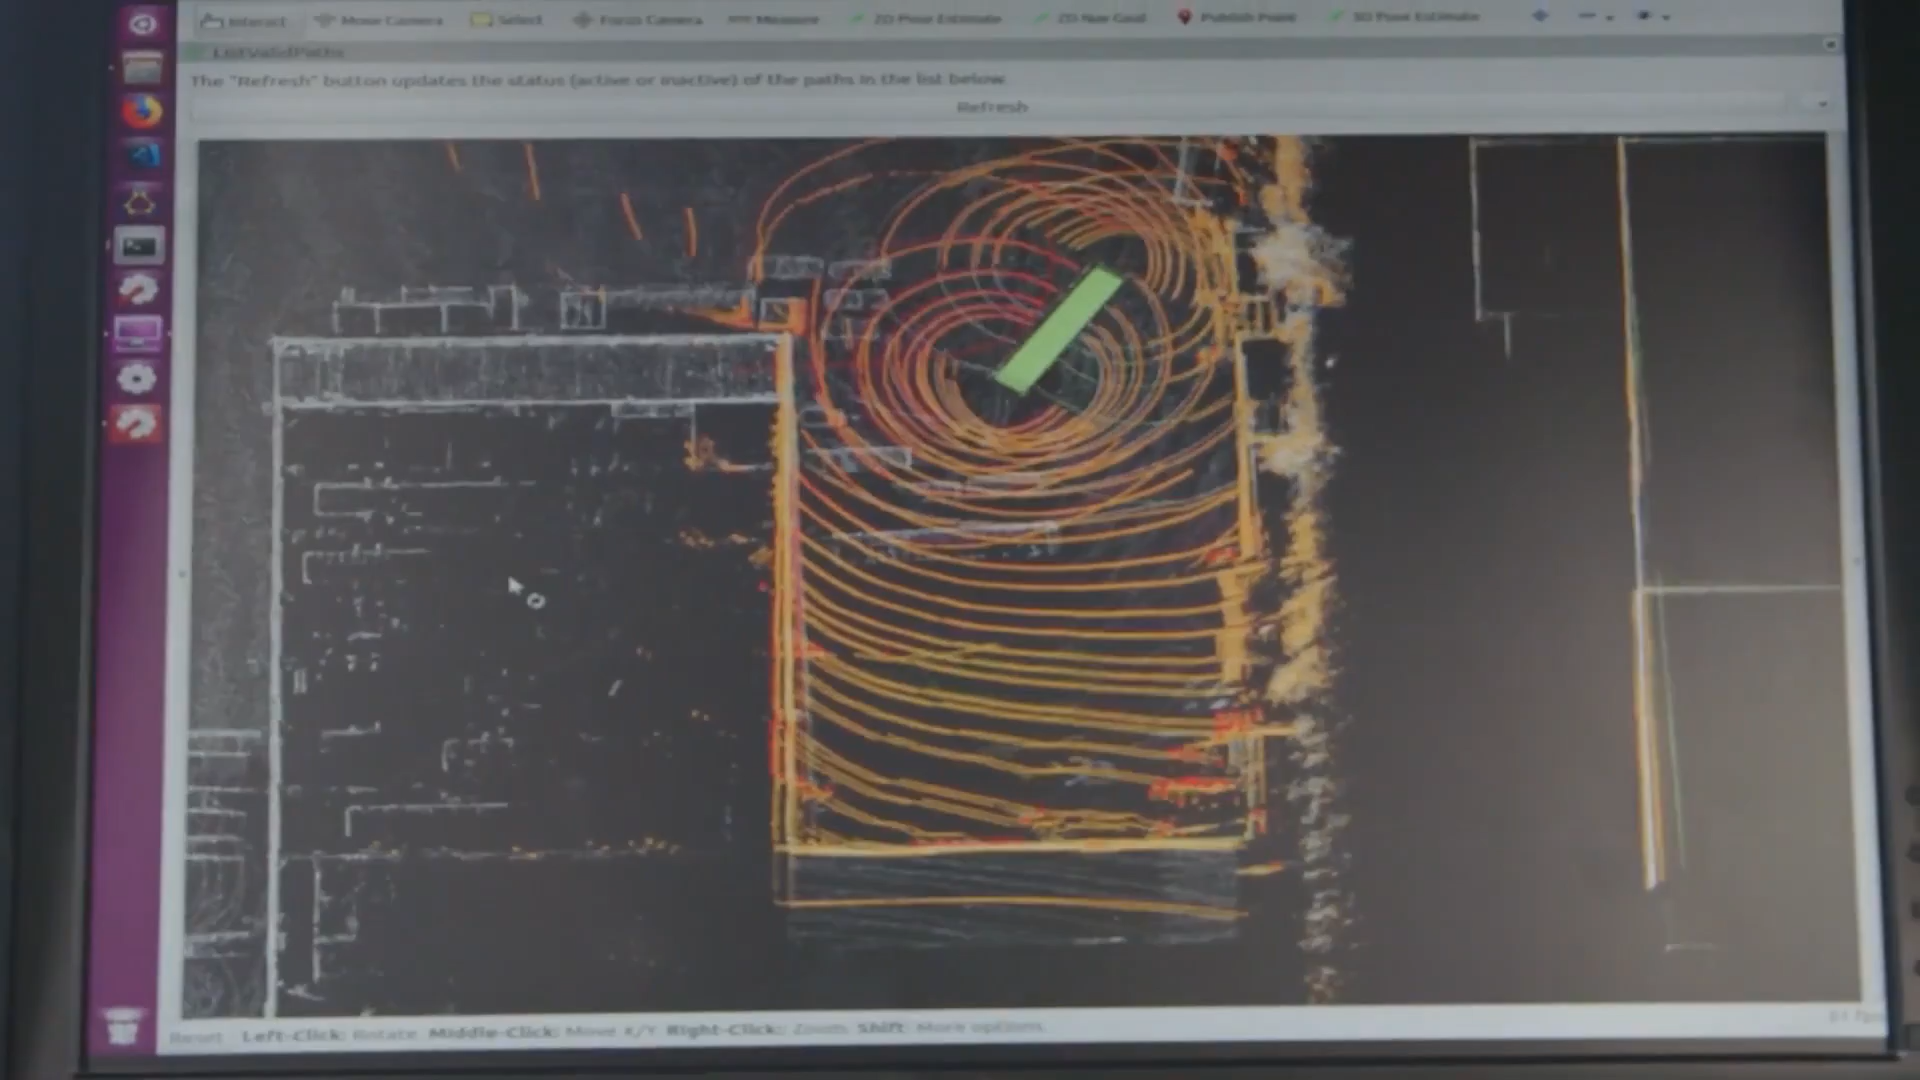 Interact Move Camera Select Focus Camera Measure 2D Pose Estimate 2D Nav Goal Publish Point 3D Pose Estimate
ListValidPaths
The "Refresh" button updates the status (active or inactive) of the paths in the list below.
Refresh
Reset Left-Click: Rotate. Middle-Click: Move X/Y. Right-Click: Zoom. Shift: More options.